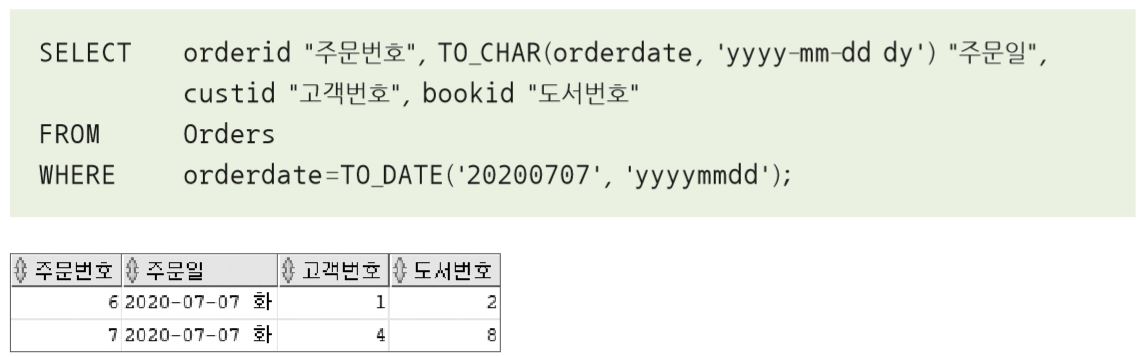 SELECT orderid "주문번호", TO_CHAR(orderdate, 'yyyy-mm-dd dy') "주문일",
custid "고객번호", bookid "도서번호"
FROM Orders
WHERE orderdate=TO_DATE('20200707', 'yyyymmdd');
주문번호 주문일 고객번호 도서번호
6 2020-07-07 화 1 2
7 2020-07-07 화 4 8